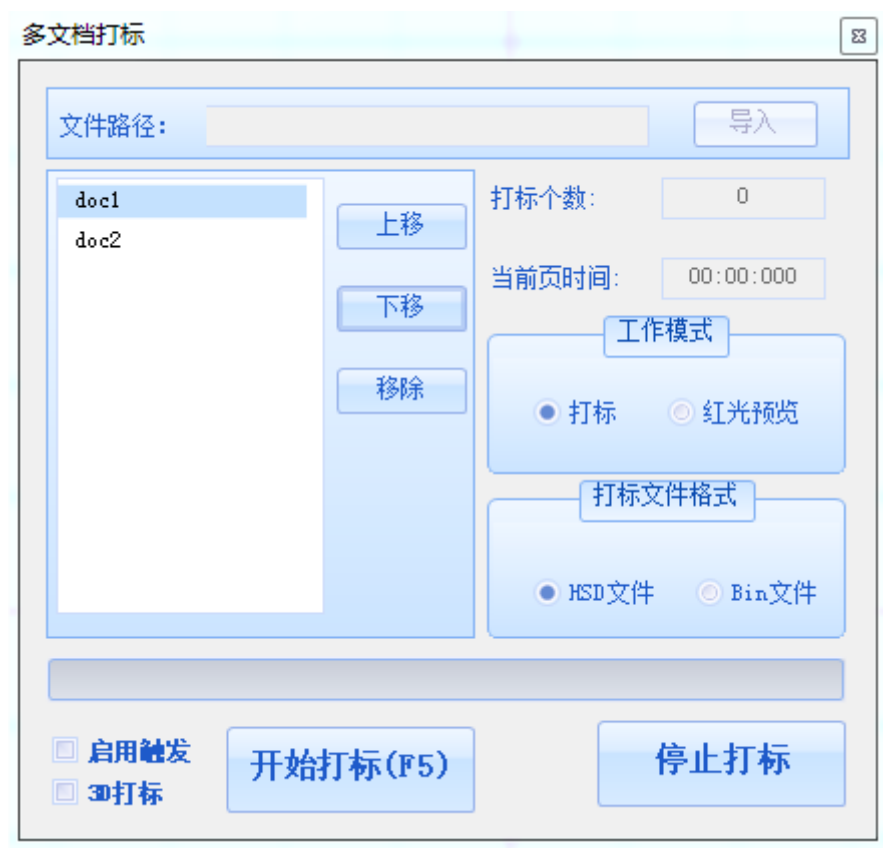 多文档打标
文件路径:
导入
doc1
doc2
上移
下移
移除
打标个数:
0
当前页时间:
00:00:000
工作模式
打标
红光预览
打标文件格式
HSD文件
Bin文件
启用触发
3D打标
开始打标(F5)
停止打标